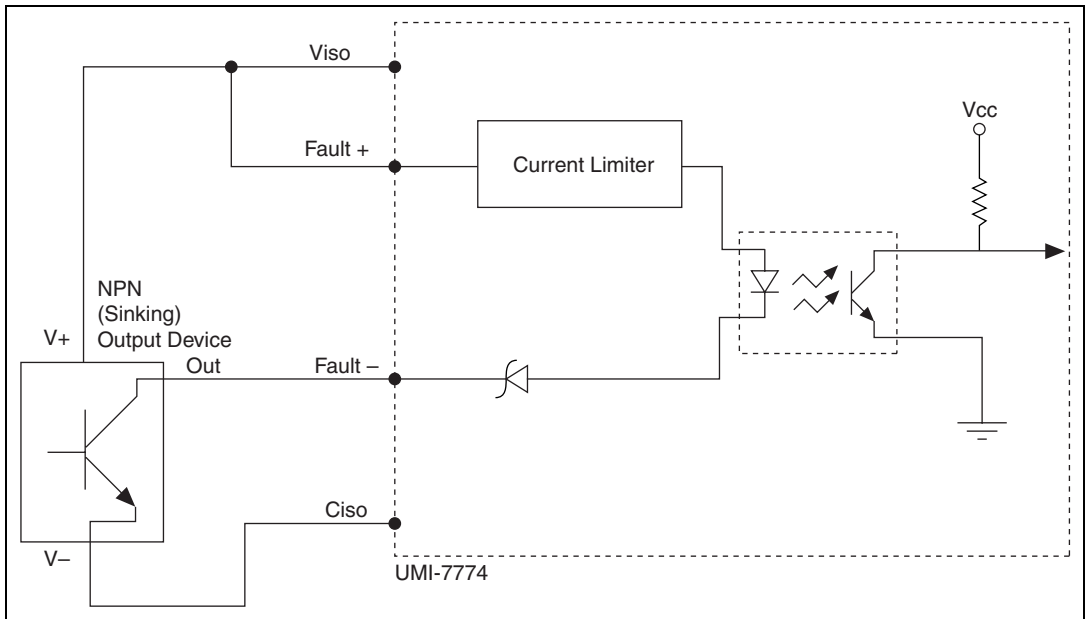 Viso
Vcc
Fault +
Current Limiter
NPN
(Sinking)
Output Device
V+
Out
Fault –
Ciso
V–
UMI-7774